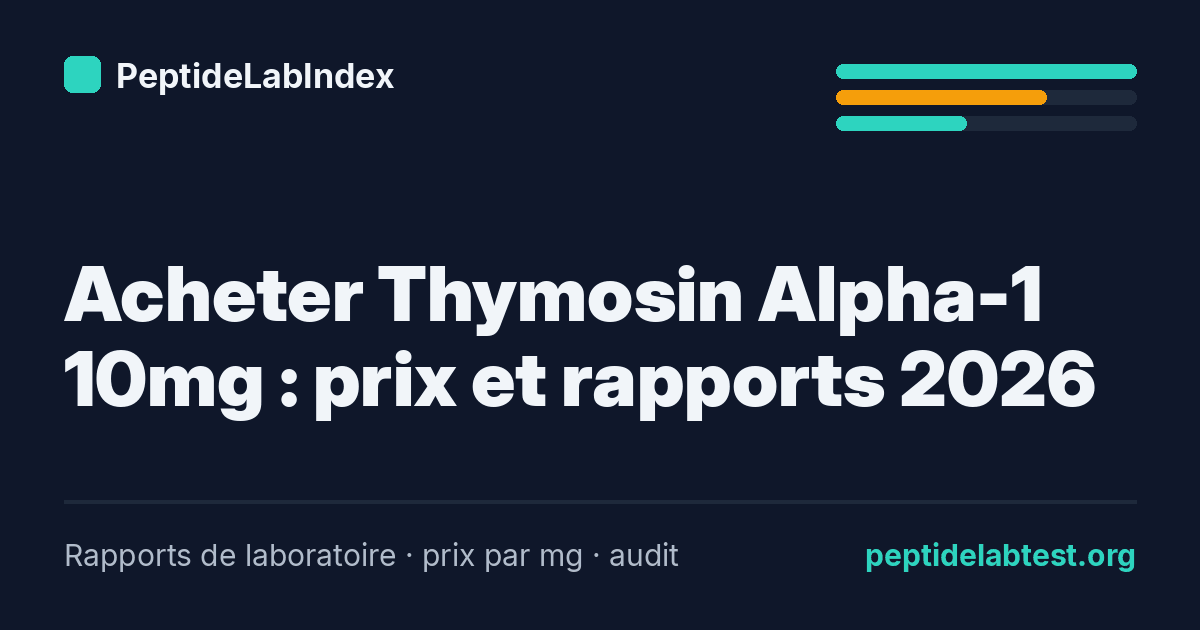 PeptideLabIndex
Acheter Thymosin Alpha-1
10mg : prix et rapports 2026
Rapports de laboratoire · prix par mg · audit
peptidelabtest.org